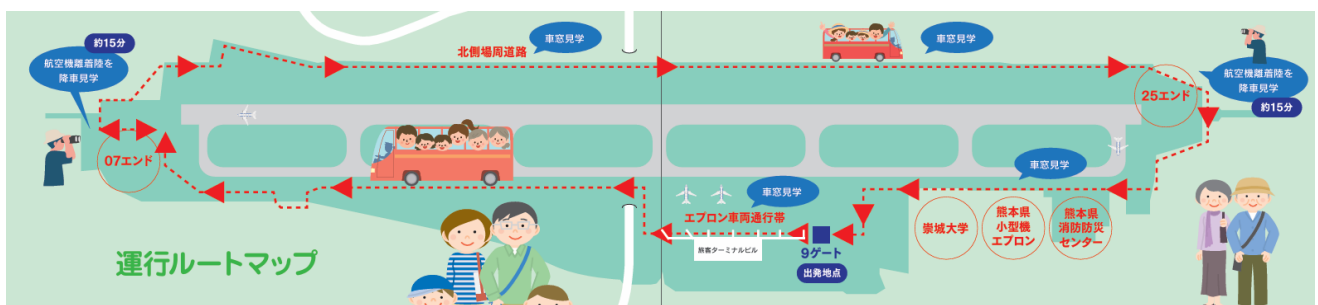 約15分
航空機離着陸を
降車見学
07エンド
北側場周道路
車窓見学
車窓見学
25エンド
航空機離着陸を
降車見学
約15分
車窓見学
崇城大学
熊本県
小型機
エプロン
熊本県
消防防災
センター
車窓見学
エプロン車両通行帯
旅客ターミナルビル
9ゲート
出発地点
運行ルートマップ